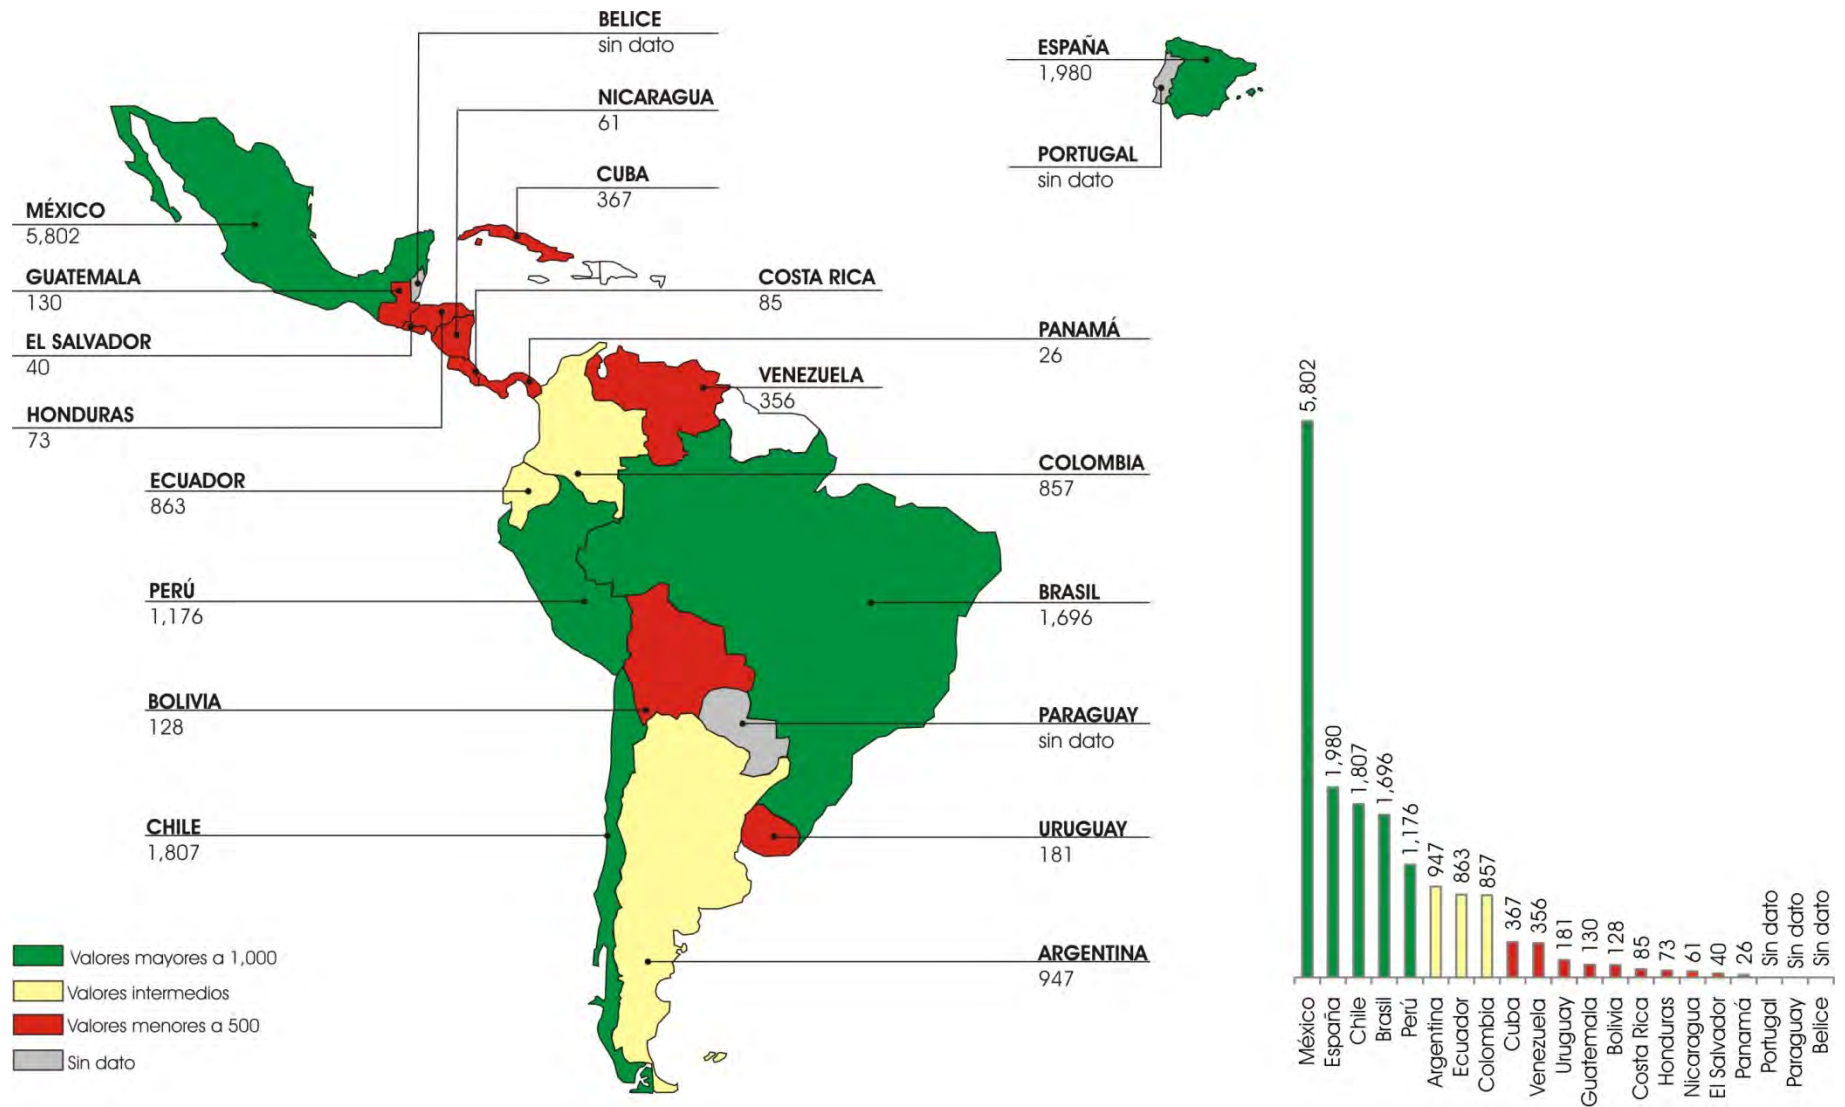 BELICE
sin dato
NICARAGUA
61
CUBA
367
ESPAÑA
1,980
PORTUGAL
sin dato
MÉXICO
5,802
GUATEMALA
130
EL SALVADOR
40
HONDURAS
73
COSTA RICA
85
PANAMÁ
26
VENEZUELA
356
COLOMBIA
857
ECUADOR
863
PERÚ
1,176
BRASIL
1,696
BOLIVIA
128
PARAGUAY
sin dato
CHILE
1,807
URUGUAY
181
ARGENTINA
947
Valores mayores a 1,000
Valores intermedios
Valores menores a 500
Sin dato
5,802
1,980
1,807
1,696
1,176
947
863
857
367
356
181
130
128
85
73
61
40
26
Sin dato
Sin dato
Sin dato
México
España
Chile
Brasil
Perú
Argentina
Ecuador
Colombia
Cuba
Venezuela
Uruguay
Guatemala
Bolivia
Costa Rica
Honduras
Nicaragua
El Salvador
Panamá
Portugal
Paraguay
Belice